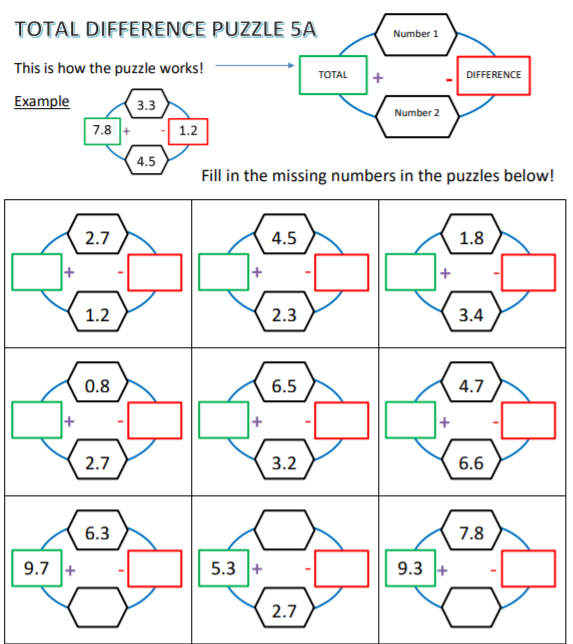 TOTAL DIFFERENCE PUZZLE 5A
This is how the puzzle works!
Number 1
TOTAL + - DIFFERENCE
Number 2
Example
3.3
7.8 + - 1.2
4.5
Fill in the missing numbers in the puzzles below!
2.7 4.5 1.8
+ - + - + -
1.2 2.3 3.4
0.8 6.5 4.7
+ - + - + -
2.7 3.2 6.6
6.3 7.8
9.7 + - 5.3 + - 9.3 + -
2.7